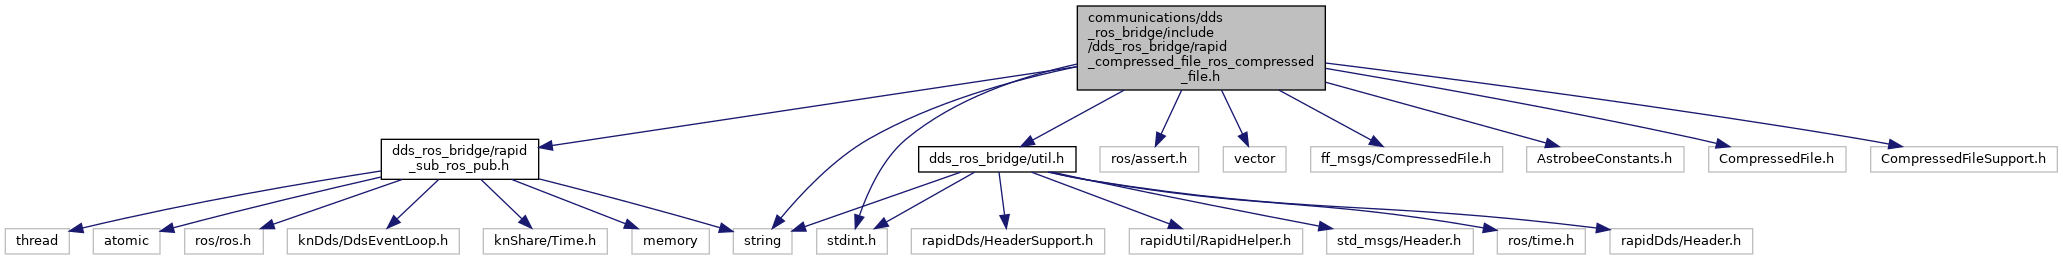 communications/dds
_ros_bridge/include
/dds_ros_bridge/rapid
_compressed_file_ros_compressed
_file.h
dds_ros_bridge/rapid
_sub_ros_pub.h
dds_ros_bridge/util.h
ros/assert.h
vector
ff_msgs/CompressedFile.h
AstrobeeConstants.h
CompressedFile.h
CompressedFileSupport.h
thread
atomic
ros/ros.h
knDds/DdsEventLoop.h
knShare/Time.h
memory
string
stdint.h
rapidDds/HeaderSupport.h
rapidUtil/RapidHelper.h
std_msgs/Header.h
ros/time.h
rapidDds/Header.h